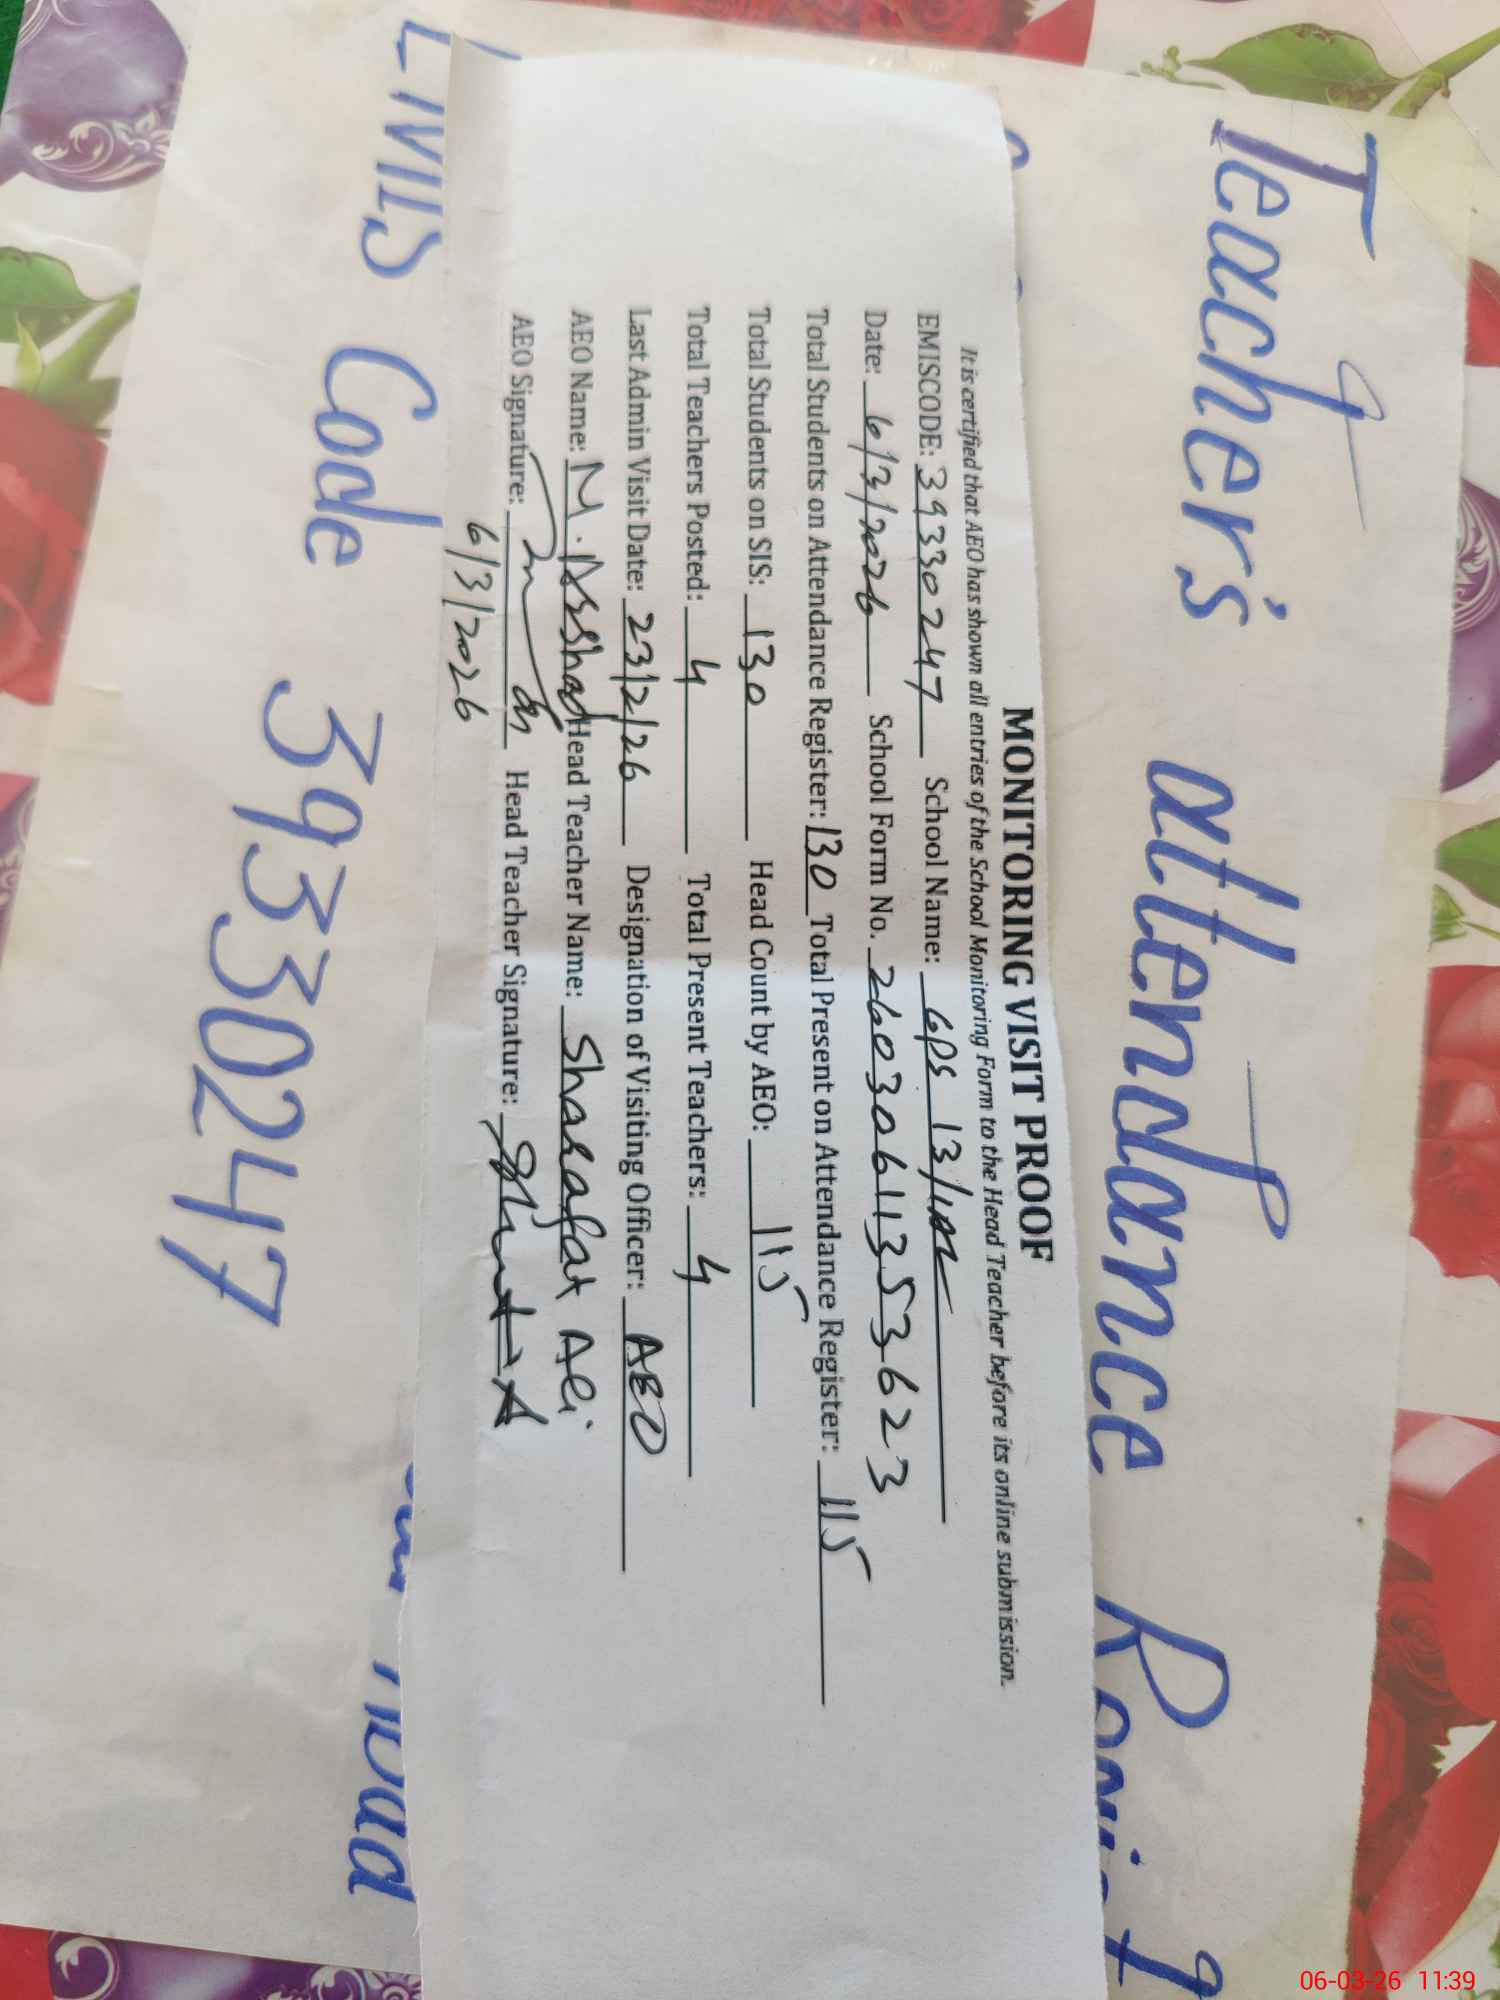 Teacher's attendance
MONITORING VISIT PROOF
It is certified that AEO has shown all entries of the School Monitoring Form to the Head Teacher before its online submission.
EMISCODE: 39330247 School Name: GPS 13/1AL
Date: 6/3/2026 School Form No. 26030611353623
Total Students on Attendance Register: 130 Total Present on Attendance Register: 115
Total Students on SIS: 130 Head Count by AEO: 115
Total Teachers Posted: 4 Total Present Teachers: 4
Last Admin Visit Date: 23/2/26 Designation of Visiting Officer: AEO
AEO Name: M. Arshad Head Teacher Name: Sharafat Ali
AEO Signature: Head Teacher Signature:
6/3/2026
EMIS Code 39330247
06-03-26 11:39